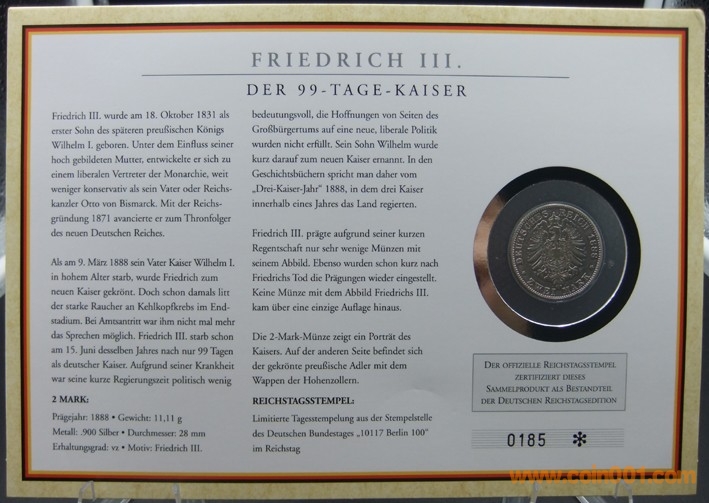 FRIEDRICH III.
DER 99-TAGE-KAISER
Friedrich III. wurde am 18. Oktober 1831 als
erster Sohn des späteren preußischen Königs
Wilhelm I. geboren. Unter dem Einfluss seiner
hoch gebildeten Mutter, entwickelte er sich zu
einem liberalen Vertreter der Monarchie, weit
weniger konservativ als sein Vater oder Reichs-
kanzler Otto von Bismarck. Mit der Reichs-
gründung 1871 avancierte er zum Thronfolger
des neuen Deutschen Reiches.
Als am 9. März 1888 sein Vater Kaiser Wilhelm I.
in hohem Alter starb, wurde Friedrich zum
neuen Kaiser gekrönt. Doch schon damals litt
der starke Raucher an Kehlkopfkrebs im End-
stadium. Bei Amtsantritt war ihm nicht mal mehr
das Sprechen möglich. Friedrich III. starb schon
am 15. Juni desselben Jahres nach nur 99 Tagen
als deutscher Kaiser. Aufgrund seiner Krankheit
war seine kurze Regierungszeit politisch wenig
2 MARK:
Prägejahr: 1888 • Gewicht: 11,11 g
Metall: .900 Silber • Durchmesser: 28 mm
Erhaltungsgrad: vz • Motiv: Friedrich III.
bedeutungsvoll, die Hoffnungen von Seiten des
Großbürgertums auf eine neue, liberale Politik
wurden nicht erfüllt. Sein Sohn Wilhelm wurde
kurz darauf zum neuen Kaiser ernannt. In den
Geschichtsbüchern spricht man daher vom
„Drei-Kaiser-Jahr" 1888, in dem drei Kaiser
innerhalb eines Jahres das Land regierten.
Friedrich III. prägte aufgrund seiner kurzen
Regentschaft nur sehr wenige Münzen mit
seinem Abbild. Ebenso wurden schon kurz nach
Friedrichs Tod die Prägungen wieder eingestellt.
Keine Münze mit dem Abbild Friedrichs III.
kam über eine einzige Auflage hinaus.
Die 2-Mark-Münze zeigt ein Porträt des
Kaisers. Auf der anderen Seite befindet sich
der gekrönte preußische Adler mit dem
Wappen der Hohenzollern.
REICHSTAGSSTEMPEL:
Limitierte Tagesstempelung aus der Stempelstelle
des Deutschen Bundestages „10117 Berlin 100"
im Reichstag
DEUTSCHES REICH 1888
ZWEI MARK
DER OFFIZIELLE REICHSTAGSSTEMPEL
ZERTIFIZIERT DIESES
SAMMELPRODUKT ALS BESTANDTEIL
DER DEUTSCHEN REICHSTAGSEDITION
0185 ✻
www.coin001.com